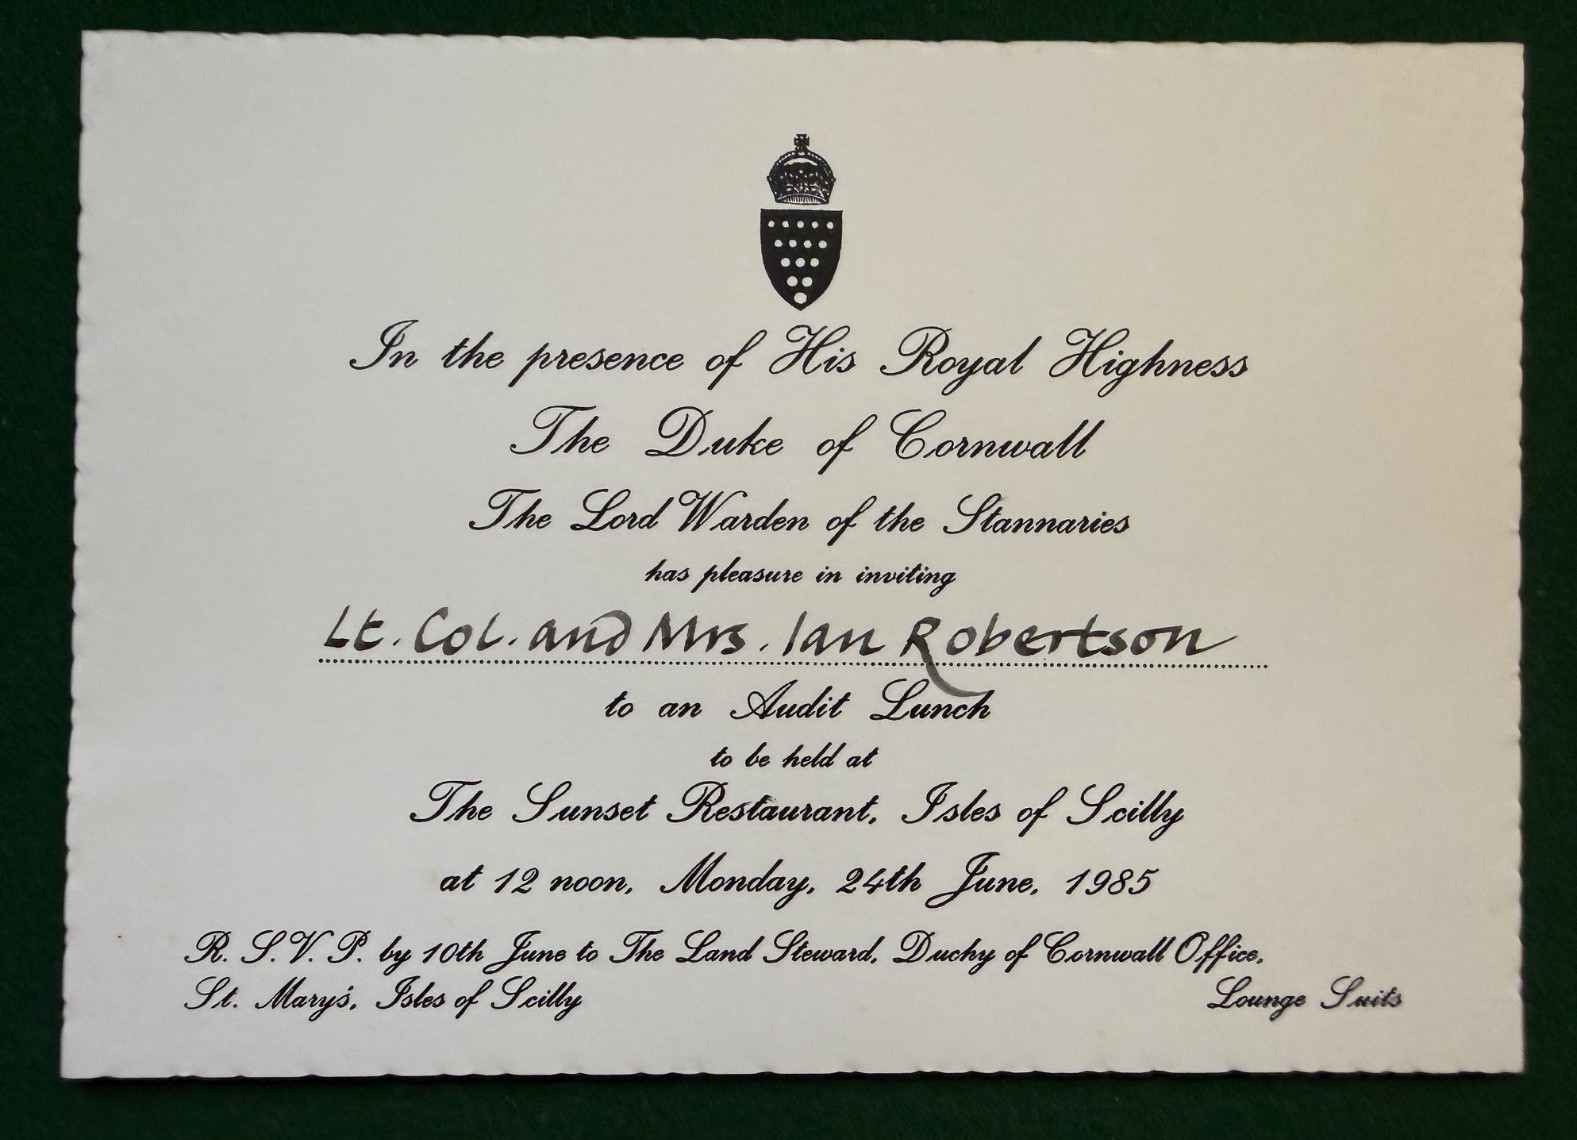 In the presence of His Royal Highness
The Duke of Cornwall
The Lord Warden of the Stannaries
has pleasure in inviting
Lt. Col. and Mrs. Ian Robertson
to an Audit Lunch
to be held at
The Sunset Restaurant, Isles of Scilly
at 12 noon, Monday, 24th June, 1985
R. S. V. P. by 10th June to The Land Steward, Duchy of Cornwall Office,
St. Mary's, Isles of Scilly Lounge Suits